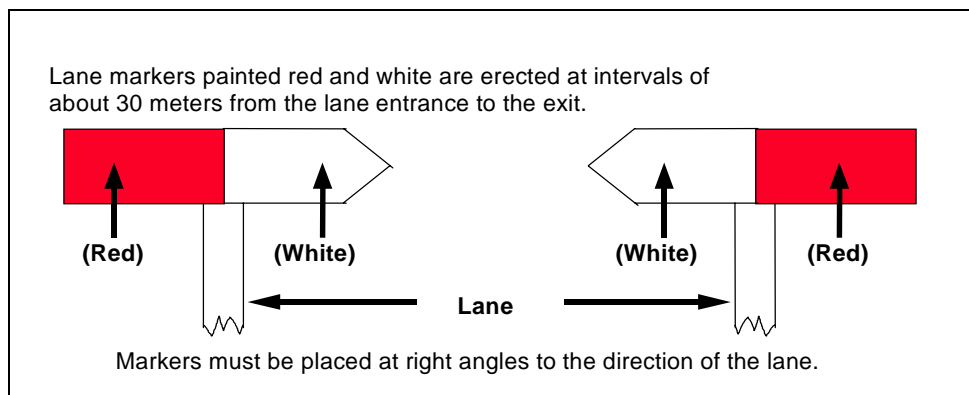 Lane markers painted red and white are erected at intervals of
about 30 meters from the lane entrance to the exit.
(Red) (White) (White) (Red)
Lane
Markers must be placed at right angles to the direction of the lane.